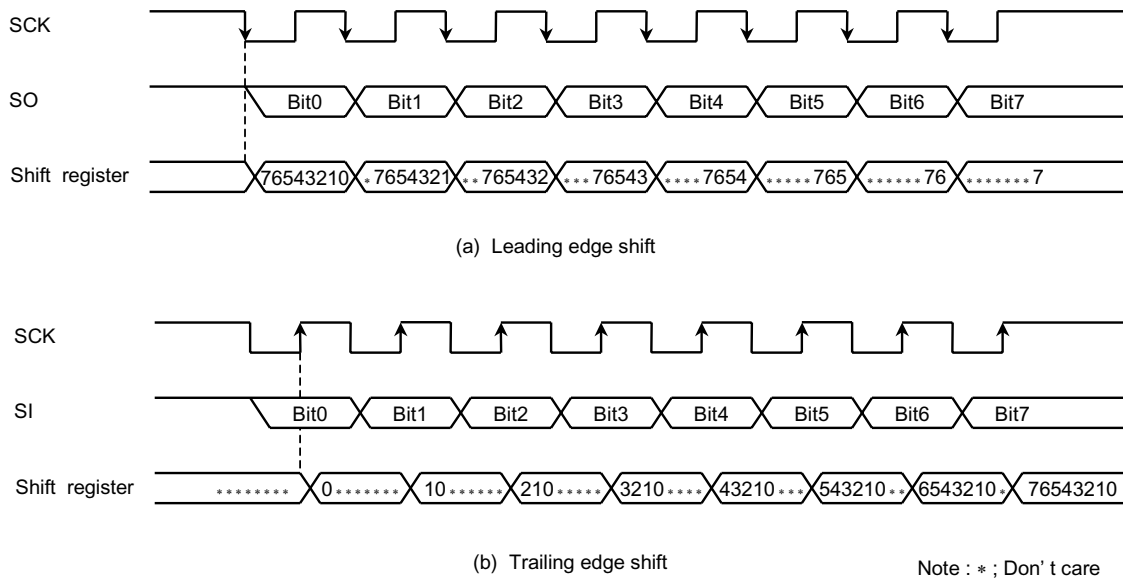 SCK
SO Bit0 Bit1 Bit2 Bit3 Bit4 Bit5 Bit6 Bit7
Shift register 76543210 *7654321 **765432 ***76543 ****7654 *****765 ******76 *******7
(a) Leading edge shift
SCK
SI Bit0 Bit1 Bit2 Bit3 Bit4 Bit5 Bit6 Bit7
Shift register ******** 0******* 10****** 210***** 3210**** 43210*** 543210** 6543210* 76543210
(b) Trailing edge shift
Note : * ; Don' t care